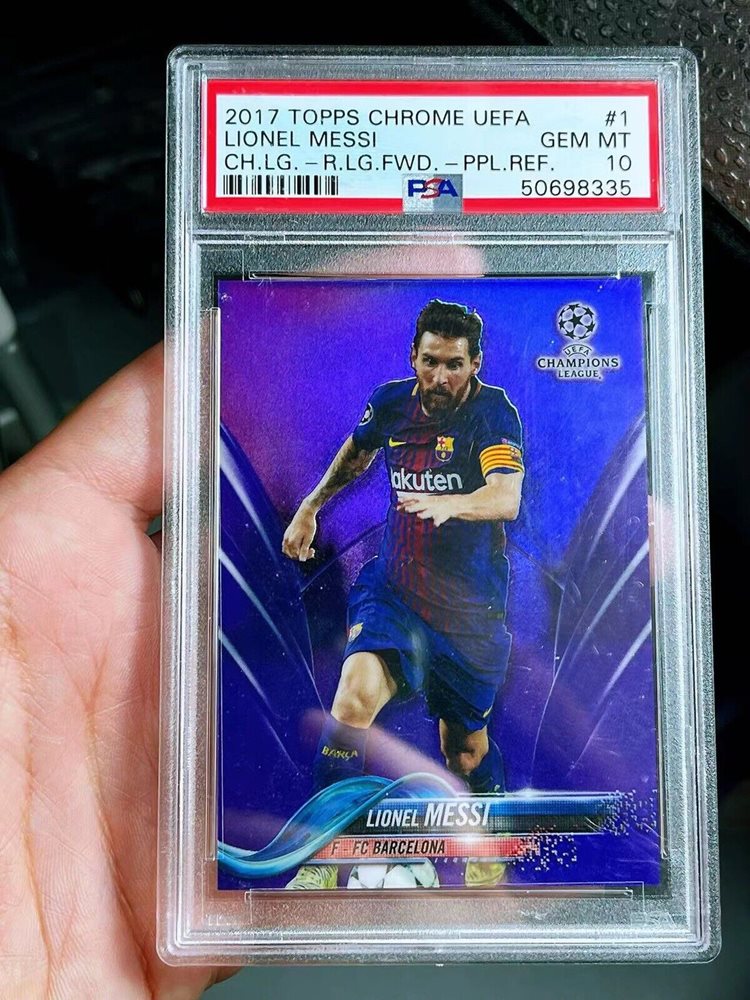 2017 TOPPS CHROME UEFA #1
LIONEL MESSI GEM MT
CH.LG. -R.LG.FWD. -PPL.REF. 10
PSA 50698335
UEFA
CHAMPIONS
LEAGUE
Rakuten
BARÇA
LIONEL MESSI
F - FC BARCELONA